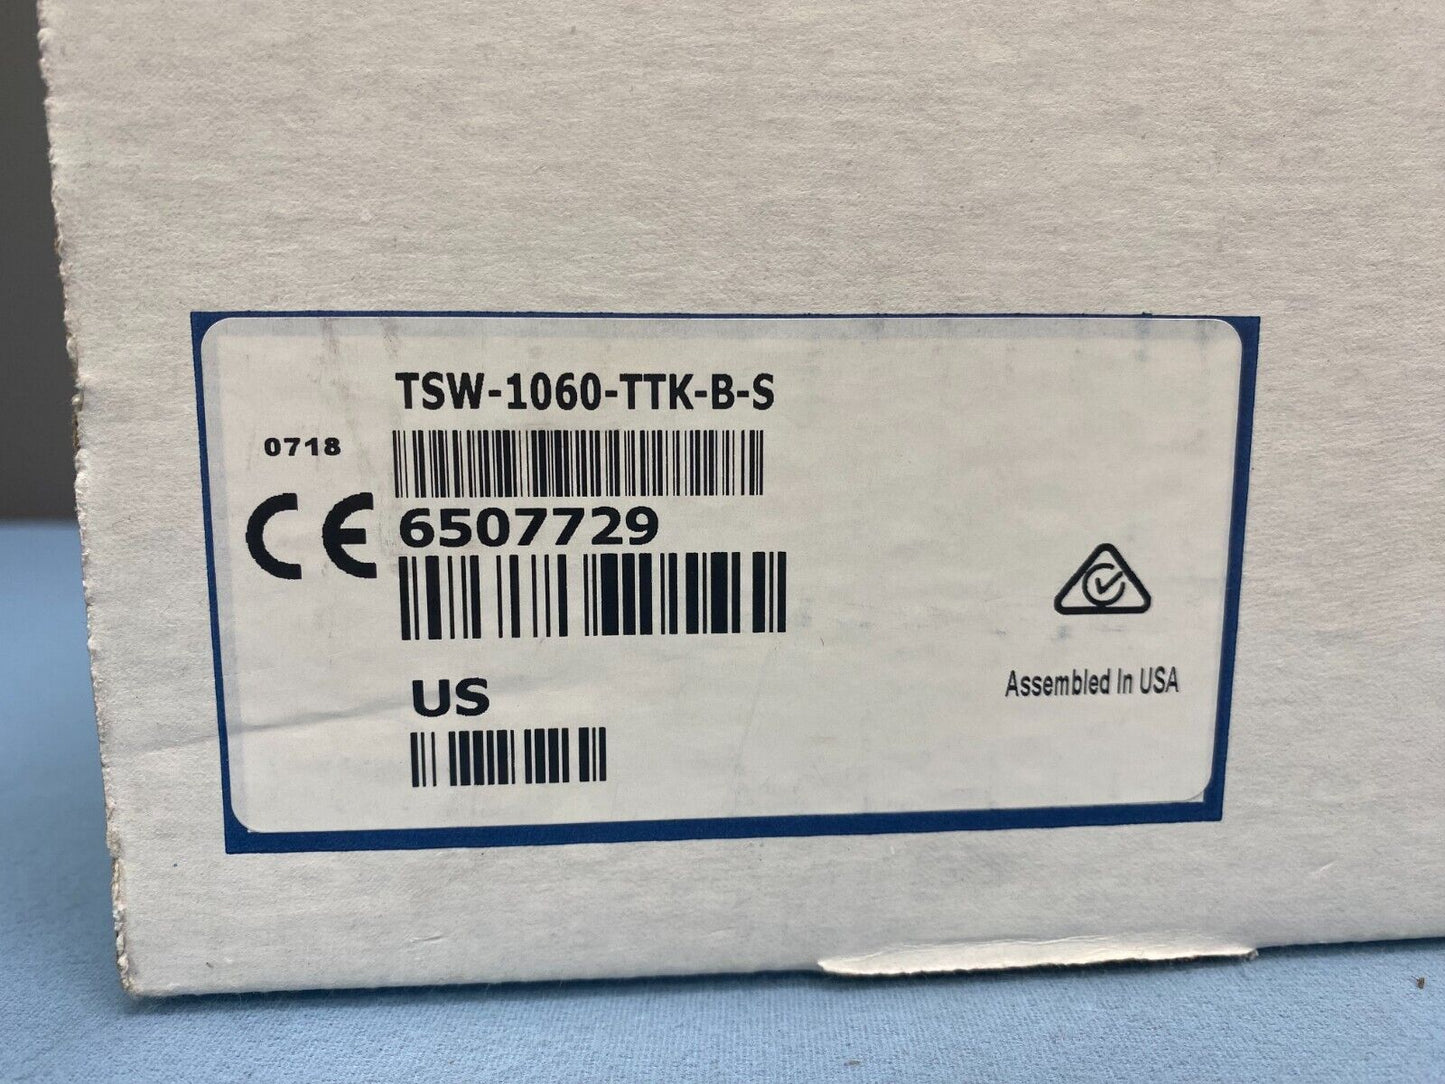 TSW-1060-TTK-B-S
0718
CE
6507729
US
Assembled In USA